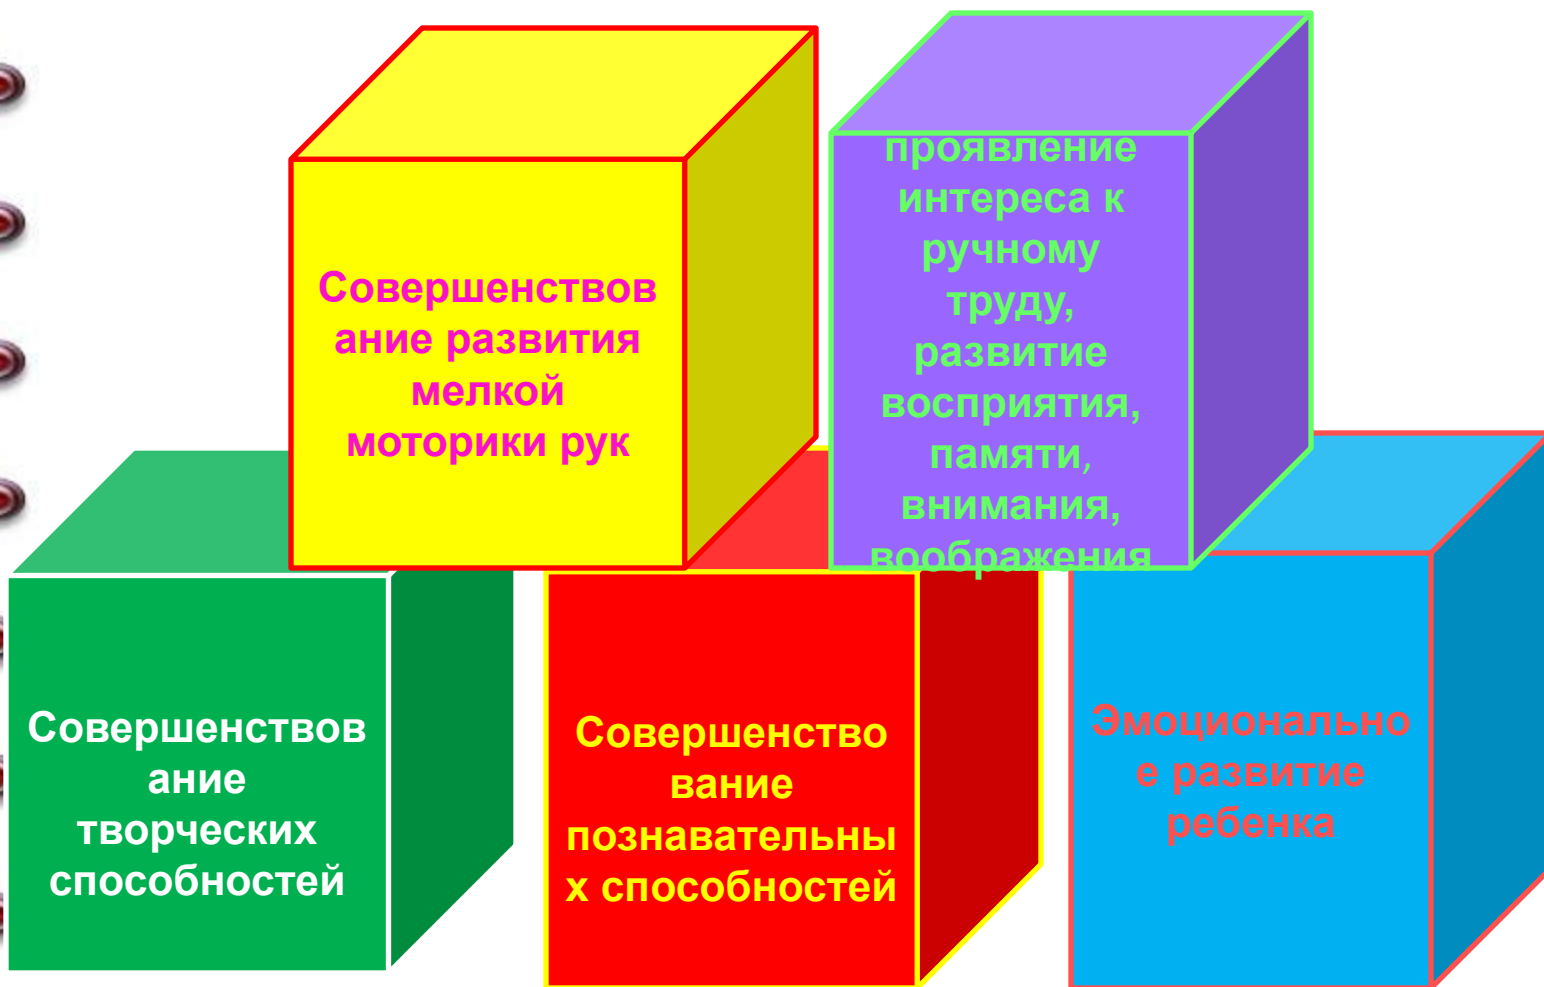 Совершенствов
ание развития
мелкой
моторики рук
проявление
интереса к
ручному
труду,
развитие
восприятия,
памяти,
внимания,
воображения
Совершенствов
ание
творческих
способностей
Совершенство
вание
познавательны
х способностей
Эмоционально
е развитие
ребенка